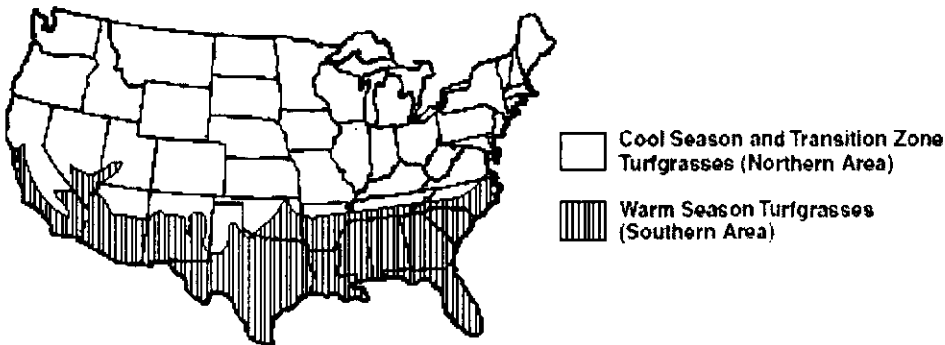 Cool Season and Transition Zone
Turfgrasses (Northern Area)
Warm Season Turfgrasses
(Southern Area)